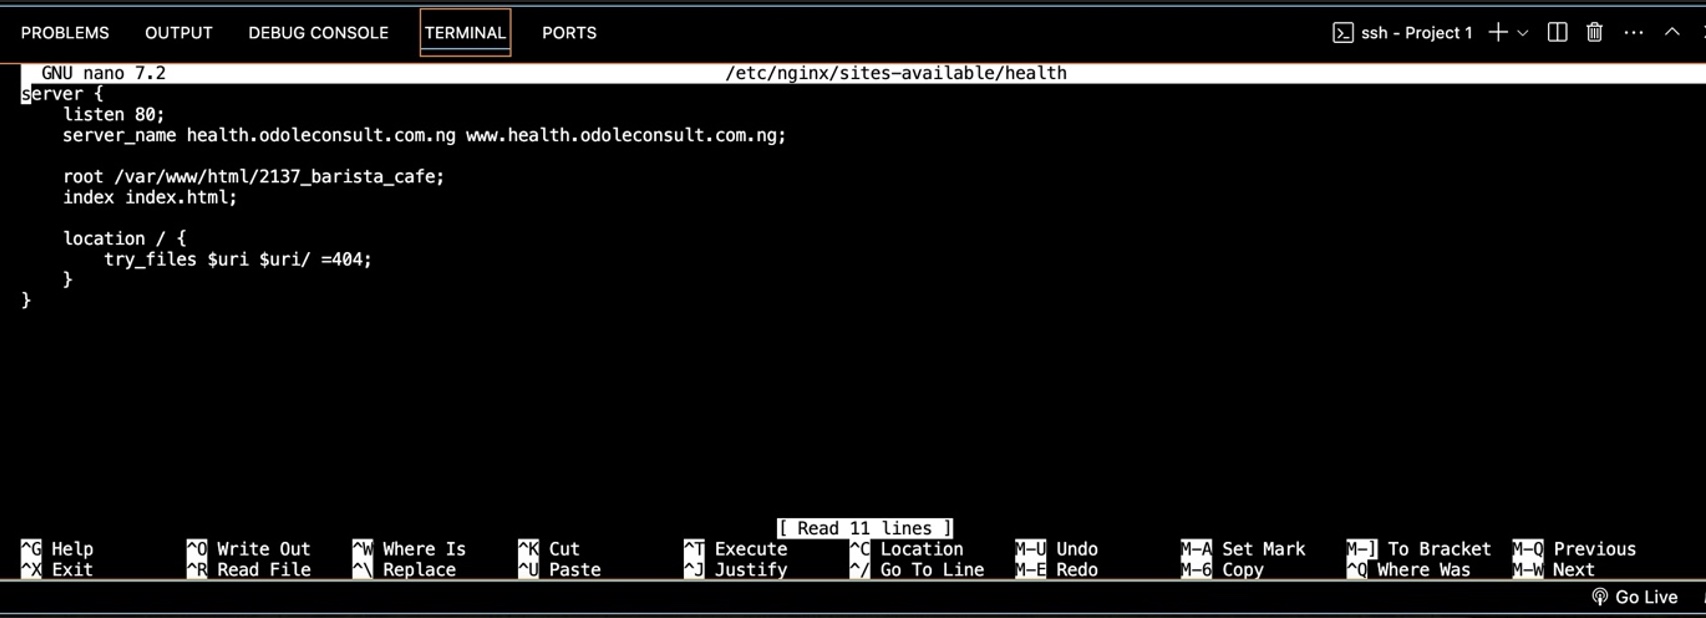 PROBLEMS OUTPUT DEBUG CONSOLE TERMINAL PORTS ssh - Project 1
GNU nano 7.2 /etc/nginx/sites-available/health
server {
    listen 80;
    server_name health.odoleconsult.com.ng www.health.odoleconsult.com.ng;

    root /var/www/html/2137_barista_cafe;
    index index.html;

    location / {
        try_files $uri $uri/ =404;
    }
}
[ Read 11 lines ]
^G Help ^O Write Out ^W Where Is ^K Cut ^T Execute ^C Location M-U Undo M-A Set Mark M-] To Bracket M-Q Previous
^X Exit ^R Read File ^\ Replace ^U Paste ^J Justify ^/ Go To Line M-E Redo M-6 Copy ^Q Where Was M-W Next
Go Live